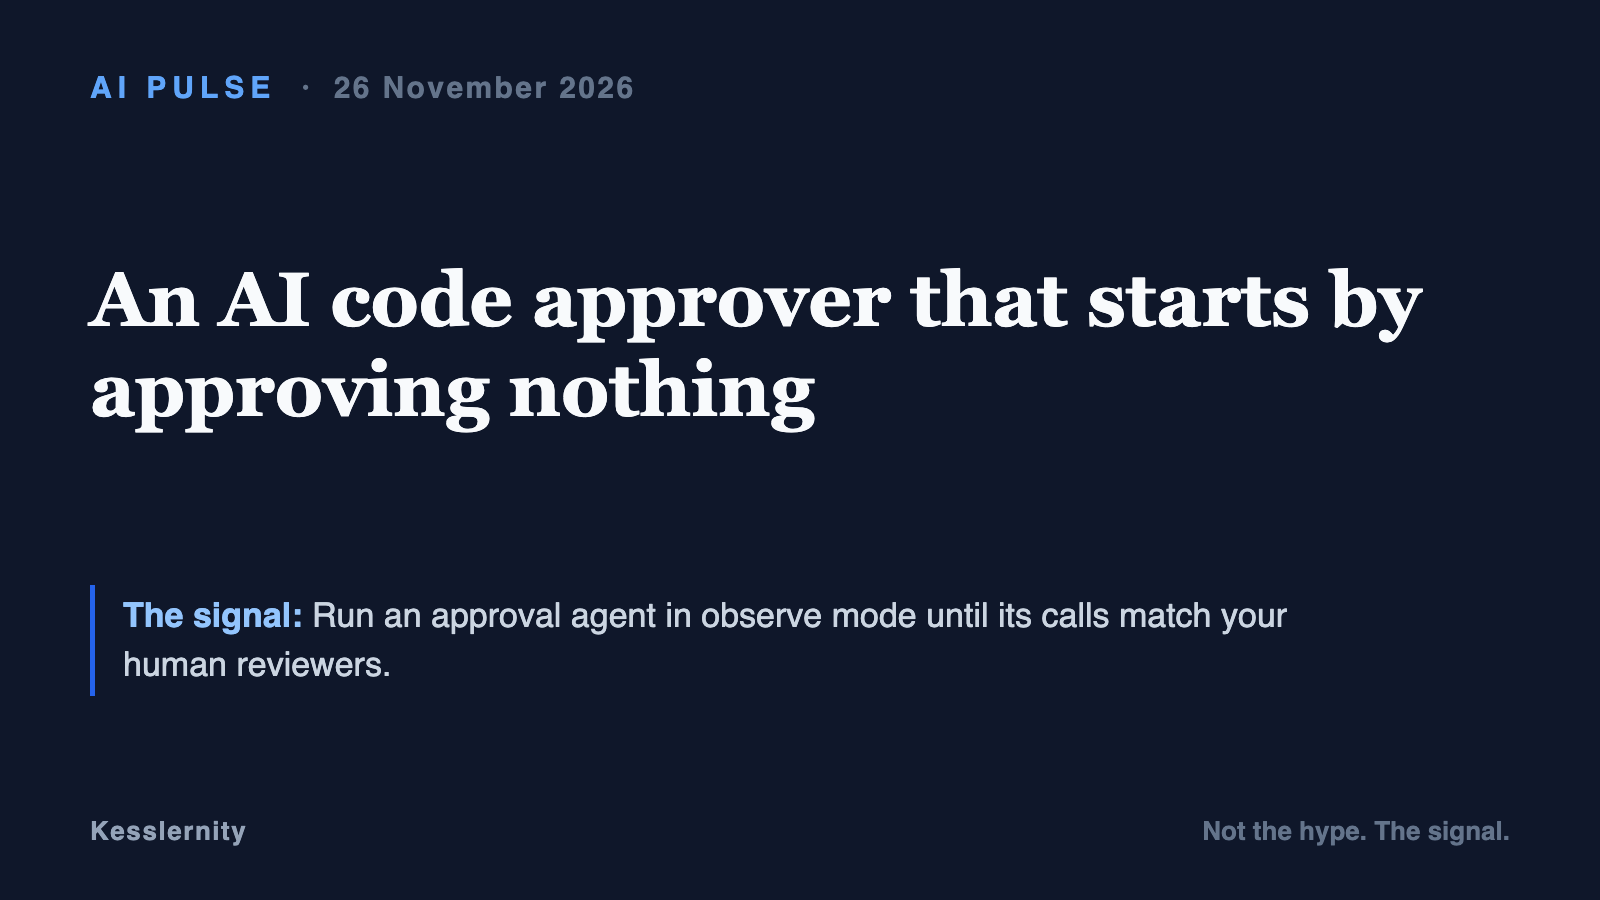 AI PULSE · 26 November 2026
An AI code approver that starts by
approving nothing
The signal: Run an approval agent in observe mode until its calls match your
human reviewers.
Kesslernity
Not the hype. The signal.